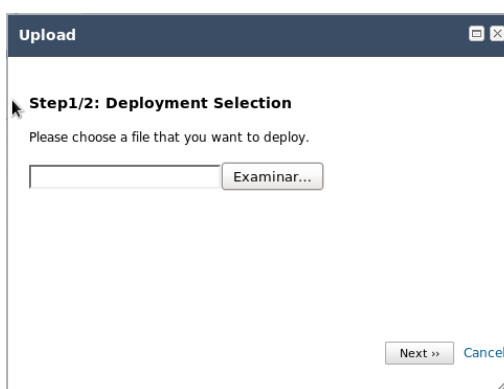 Upload
Step1/2: Deployment Selection
Please choose a file that you want to deploy.
Examinar...
Next ››
Cancel